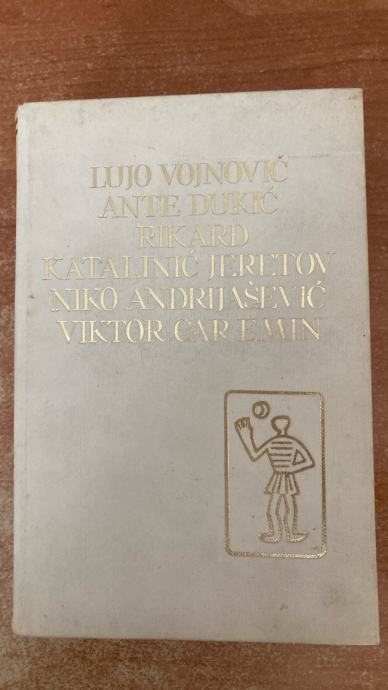 LUJO VOJNOVIĆ
ANTE DUKIĆ
RIKARD
KATALINIĆ JERETOV
NIKO ANDRIJAŠEVIĆ
VIKTOR CAR EMIN